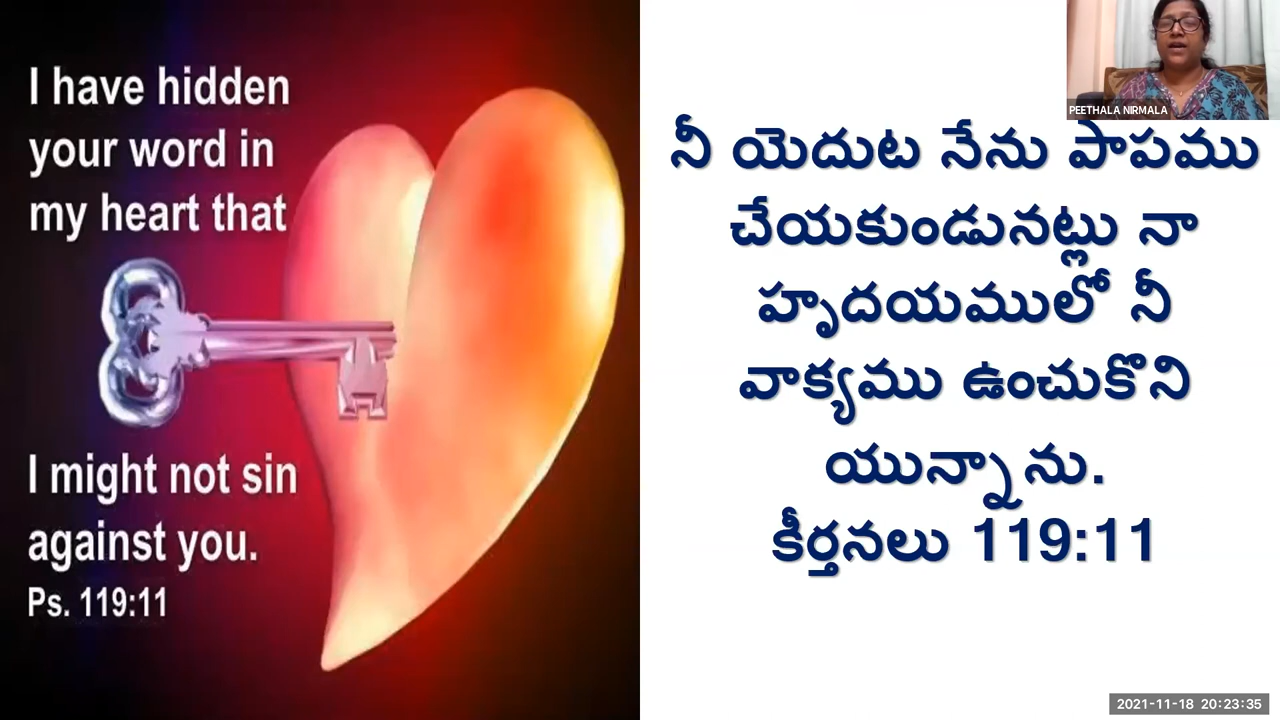 I have hidden
your word in
my heart that
I might not sin
against you.
Ps. 119:11
PEETHALA NIRMALA
నీ యెదుట నేను పాపము
చేయకుండునట్లు నా
హృదయములో నీ
వాక్యము ఉంచుకొని
యున్నాను.
కీర్తనలు 119:11
2021-11-18 20:23:35